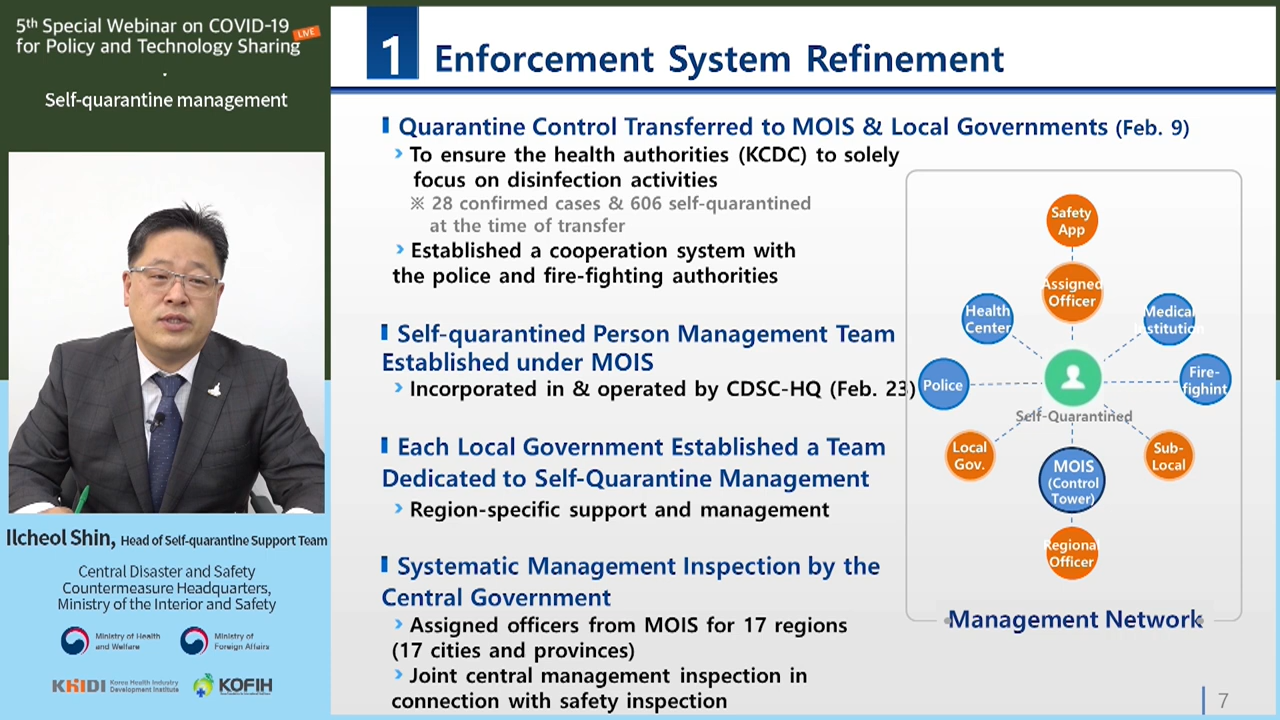 5th Special Webinar on COVID-19
for Policy and Technology Sharing
LIVE
Self-quarantine management
Ilcheol Shin, Head of Self-quarantine Support Team
Central Disaster and Safety
Countermeasure Headquarters,
Ministry of the Interior and Safety
Ministry of Health
and Welfare
Ministry of
Foreign Affairs
KHIDI
Korea Health Industry
Development Institute
KOFIH
1 Enforcement System Refinement
Quarantine Control Transferred to MOIS & Local Governments (Feb. 9)
› To ensure the health authorities (KCDC) to solely
focus on disinfection activities
※ 28 confirmed cases & 606 self-quarantined
at the time of transfer
› Established a cooperation system with
the police and fire-fighting authorities
Self-quarantined Person Management Team
Established under MOIS
› Incorporated in & operated by CDSC-HQ (Feb. 23)
Each Local Government Established a Team
Dedicated to Self-Quarantine Management
› Region-specific support and management
Systematic Management Inspection by the
Central Government
› Assigned officers from MOIS for 17 regions
(17 cities and provinces)
› Joint central management inspection in
connection with safety inspection
Safety
App
Assigned
Officer
Health
Center
Medical
Institution
Police
Fire-
fighint
Self-Quarantined
Local
Gov.
MOIS
(Control
Tower)
Sub-
Local
Regional
Officer
Management Network
7